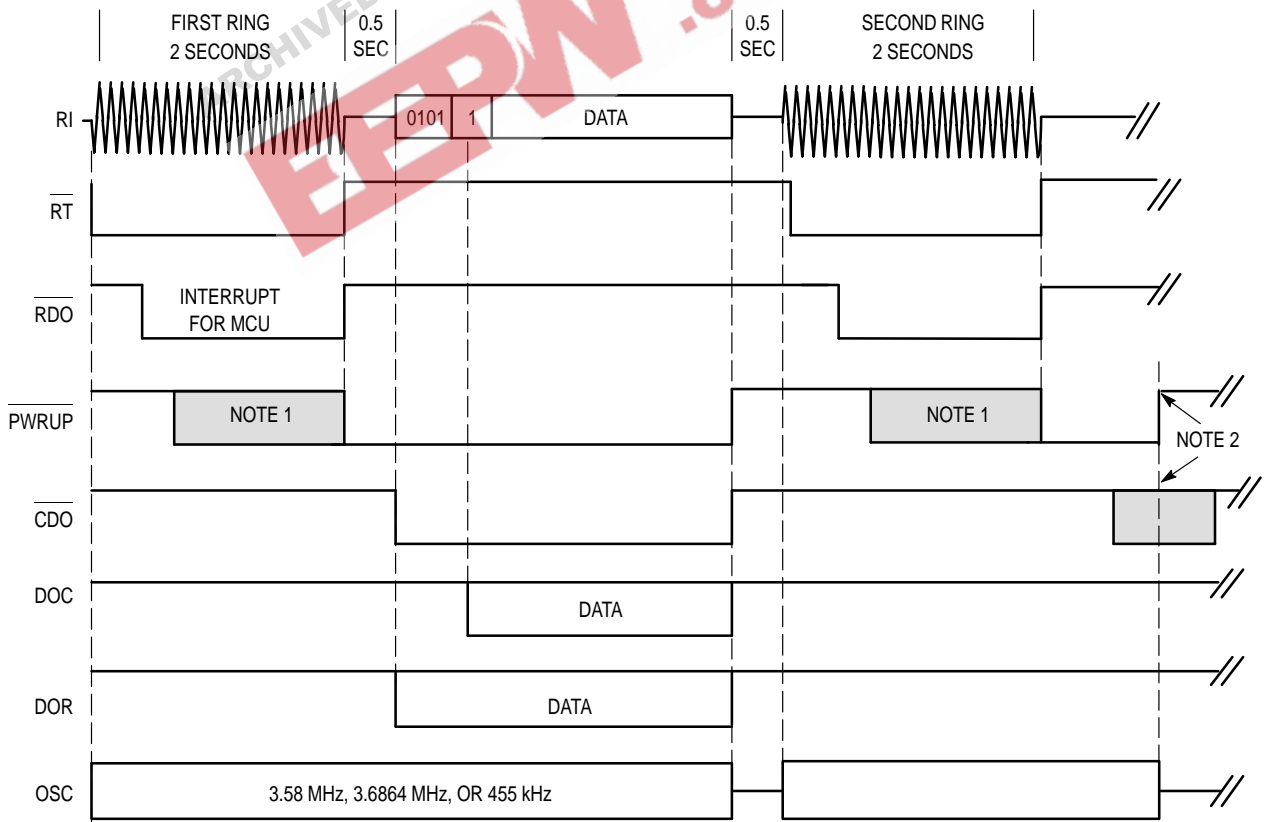 FIRST RING
2 SECONDS
0.5
SEC
0.5
SEC
SECOND RING
2 SECONDS
ARCHIVED
EEPW
RI
0101
1
DATA
RT
RDO
INTERRUPT
FOR MCU
PWRUP
NOTE 1
NOTE 1
NOTE 2
CDO
DOC
DATA
DOR
DATA
OSC
3.58 MHz, 3.6864 MHz, OR 455 kHz